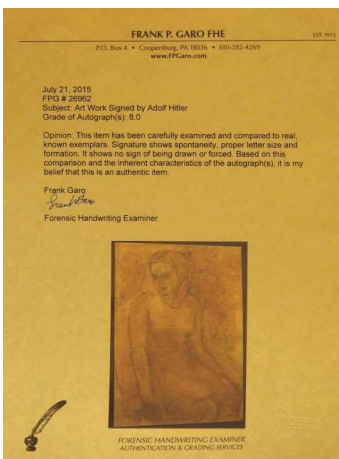 FRANK P. GARO FHE
EST. 1972
P.O. Box 4 • Coopersburg, PA 18036 • 610-282-4269
www.FPGaro.com
July 21, 2015
FPG # 26962
Subject: Art Work Signed by Adolf Hitler
Grade of Autograph(s): 8.0
Opinion: This item has been carefully examined and compared to real,
known exemplars. Signature shows spontaneity, proper letter size and
formation. It shows no sign of being drawn or forced. Based on this
comparison and the inherent characteristics of the autograph(s), it is my
belief that this is an authentic item.
Frank Garo
Frank Garo
Forensic Handwriting Examiner
FORENSIC HANDWRITING EXAMINER
AUTHENTICATION & GRADING SERVICES